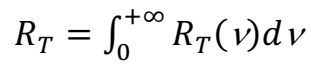 R_T = ∫_0^{+∞} R_T(ν)dν